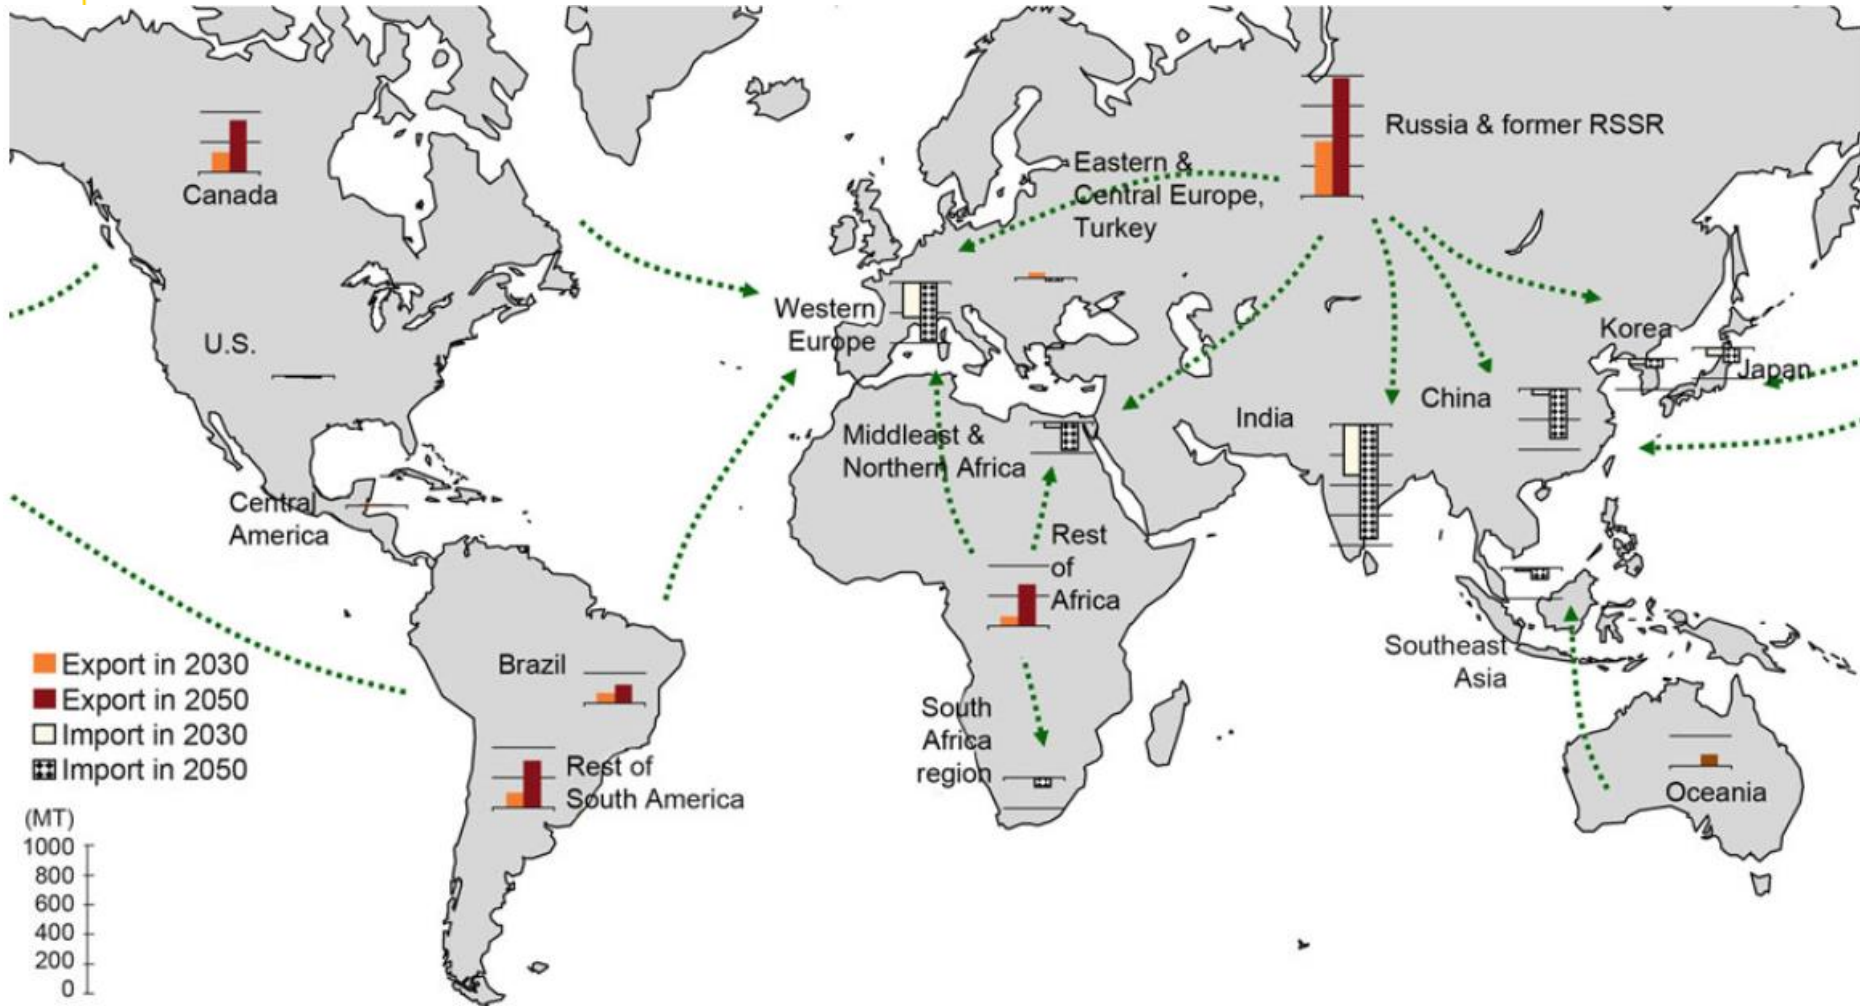 Canada
Russia & former RSSR
Eastern &
Central Europe,
Turkey
Western
Europe
U.S.
Korea
Japan
China
India
Middleast &
Northern Africa
Central
America
Rest
of
Africa
Southeast
Asia
Brazil
South
Africa
region
Rest of
South America
Oceania
Export in 2030
Export in 2050
Import in 2030
Import in 2050
(MT)
1000
800
600
400
200
0